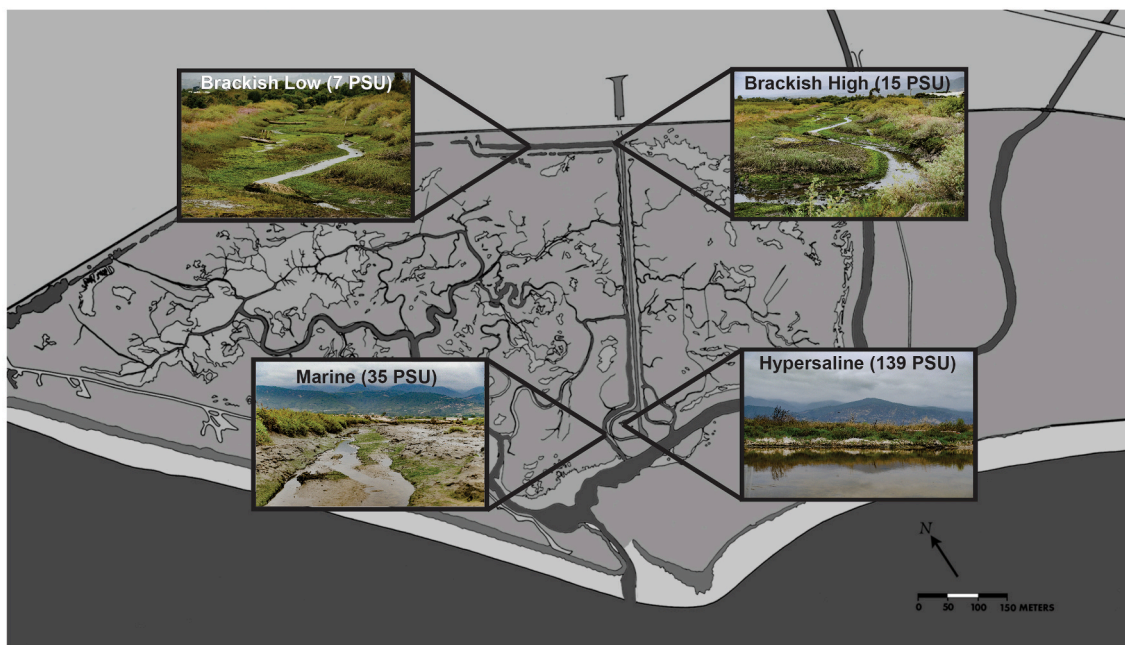 Brackish Low (7 PSU)
Brackish High (15 PSU)
Marine (35 PSU)
Hypersaline (139 PSU)
N
0 50 100 150 METERS